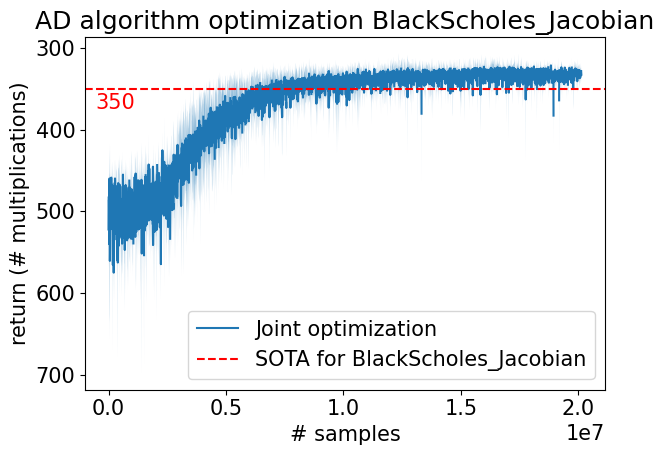 AD algorithm optimization BlackScholes_Jacobian
300
350
400
500
600
700
return (# multiplications)
Joint optimization
SOTA for BlackScholes_Jacobian
0.0 0.5 1.0 1.5 2.0
1e7
# samples